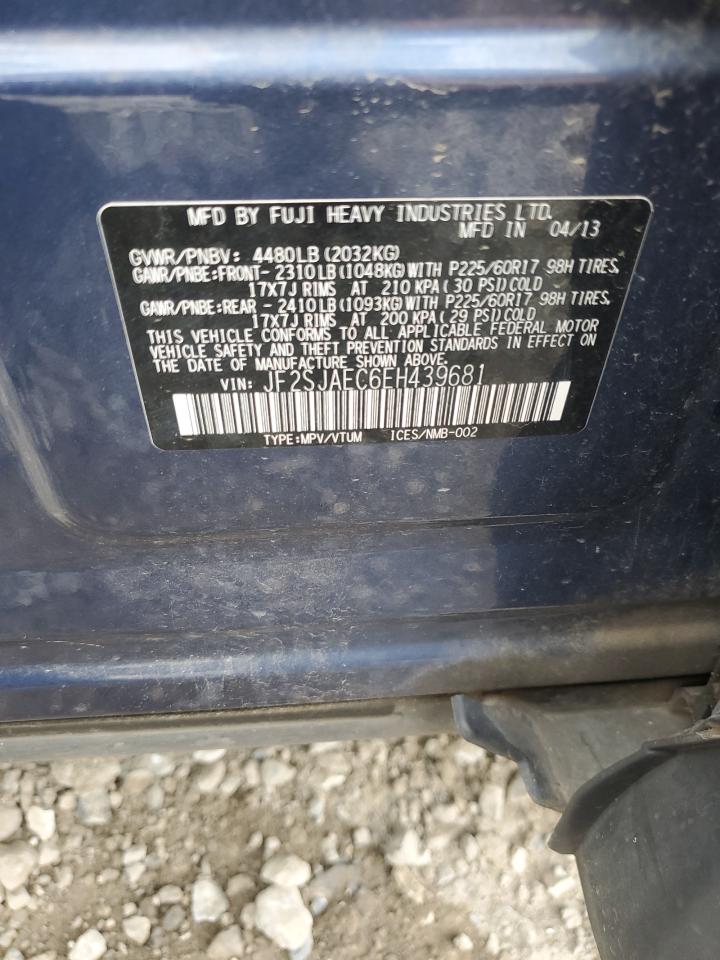 MFD BY FUJI HEAVY INDUSTRIES LTD.
MFD IN 04/13
GVWR/PNBV: 4480LB(2032KG)
GAWR/PNBE:FRONT- 2310LB(1048KG)WITH P225/60R17 98H TIRES,
17X7J RIMS AT 210 KPA( 30 PSI)COLD
GAWR/PNBE:REAR -2410LB(1093KG)WITH P225/60R17 98H TIRES,
17X7J RIMS AT 200 KPA( 29 PSI)COLD
THIS VEHICLE CONFORMS TO ALL APPLICABLE FEDERAL MOTOR
VEHICLE SAFETY AND THEFT PREVENTION STANDARDS IN EFFECT ON
THE DATE OF MANUFACTURE SHOWN ABOVE.
VIN: JF2SJAEC6EH439681
TYPE:MPV/VTUM ICES/NMB-002